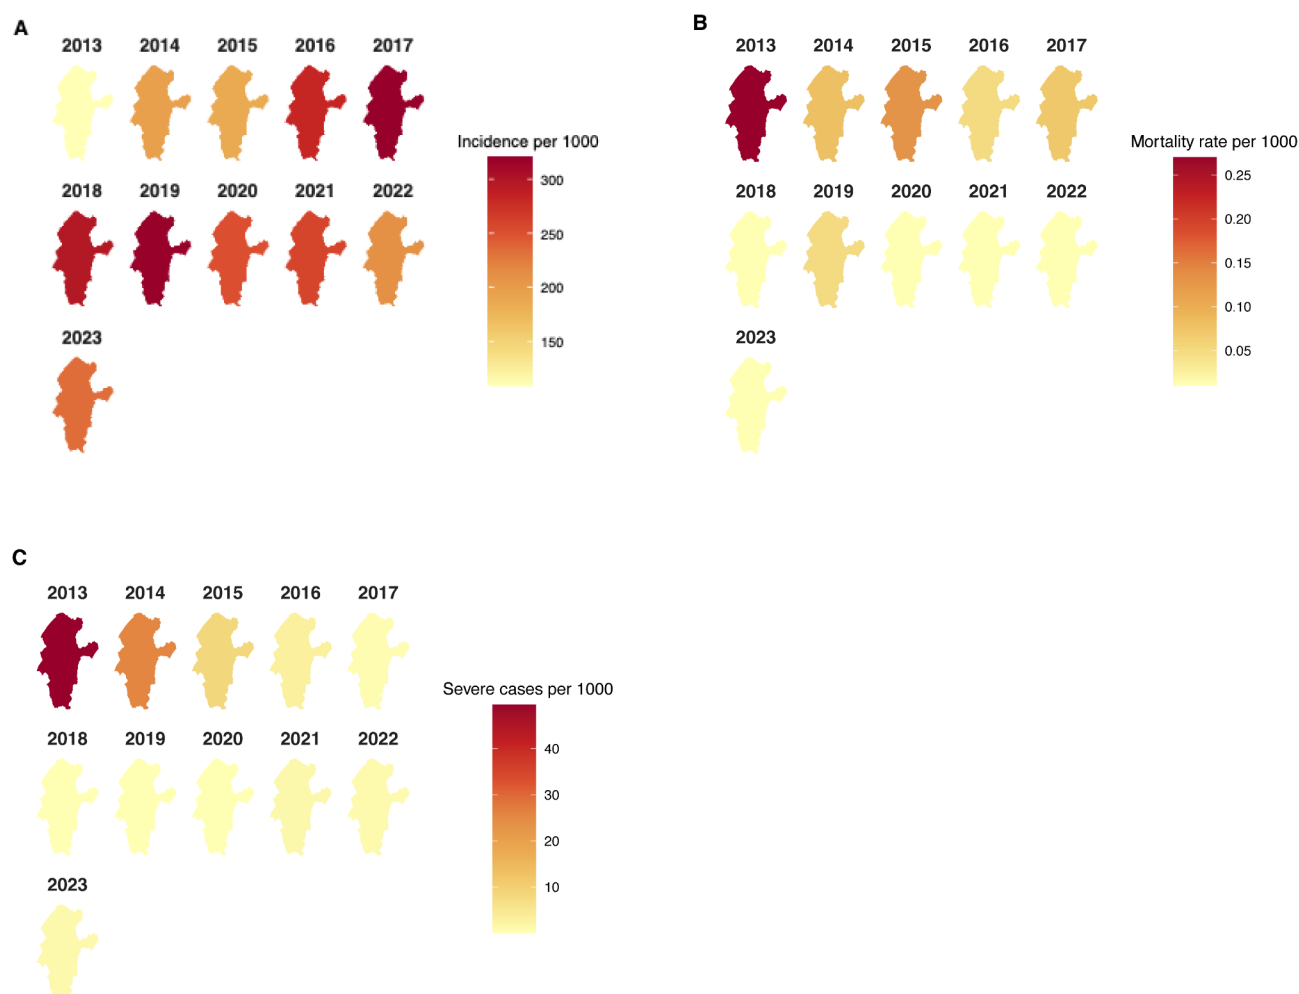 A
2013 2014 2015 2016 2017
Incidence per 1000
300
250
200
150
2018 2019 2020 2021 2022
2023
B
2013 2014 2015 2016 2017
Mortality rate per 1000
0.25
0.20
0.15
0.10
0.05
2018 2019 2020 2021 2022
2023
C
2013 2014 2015 2016 2017
Severe cases per 1000
40
30
20
10
2018 2019 2020 2021 2022
2023